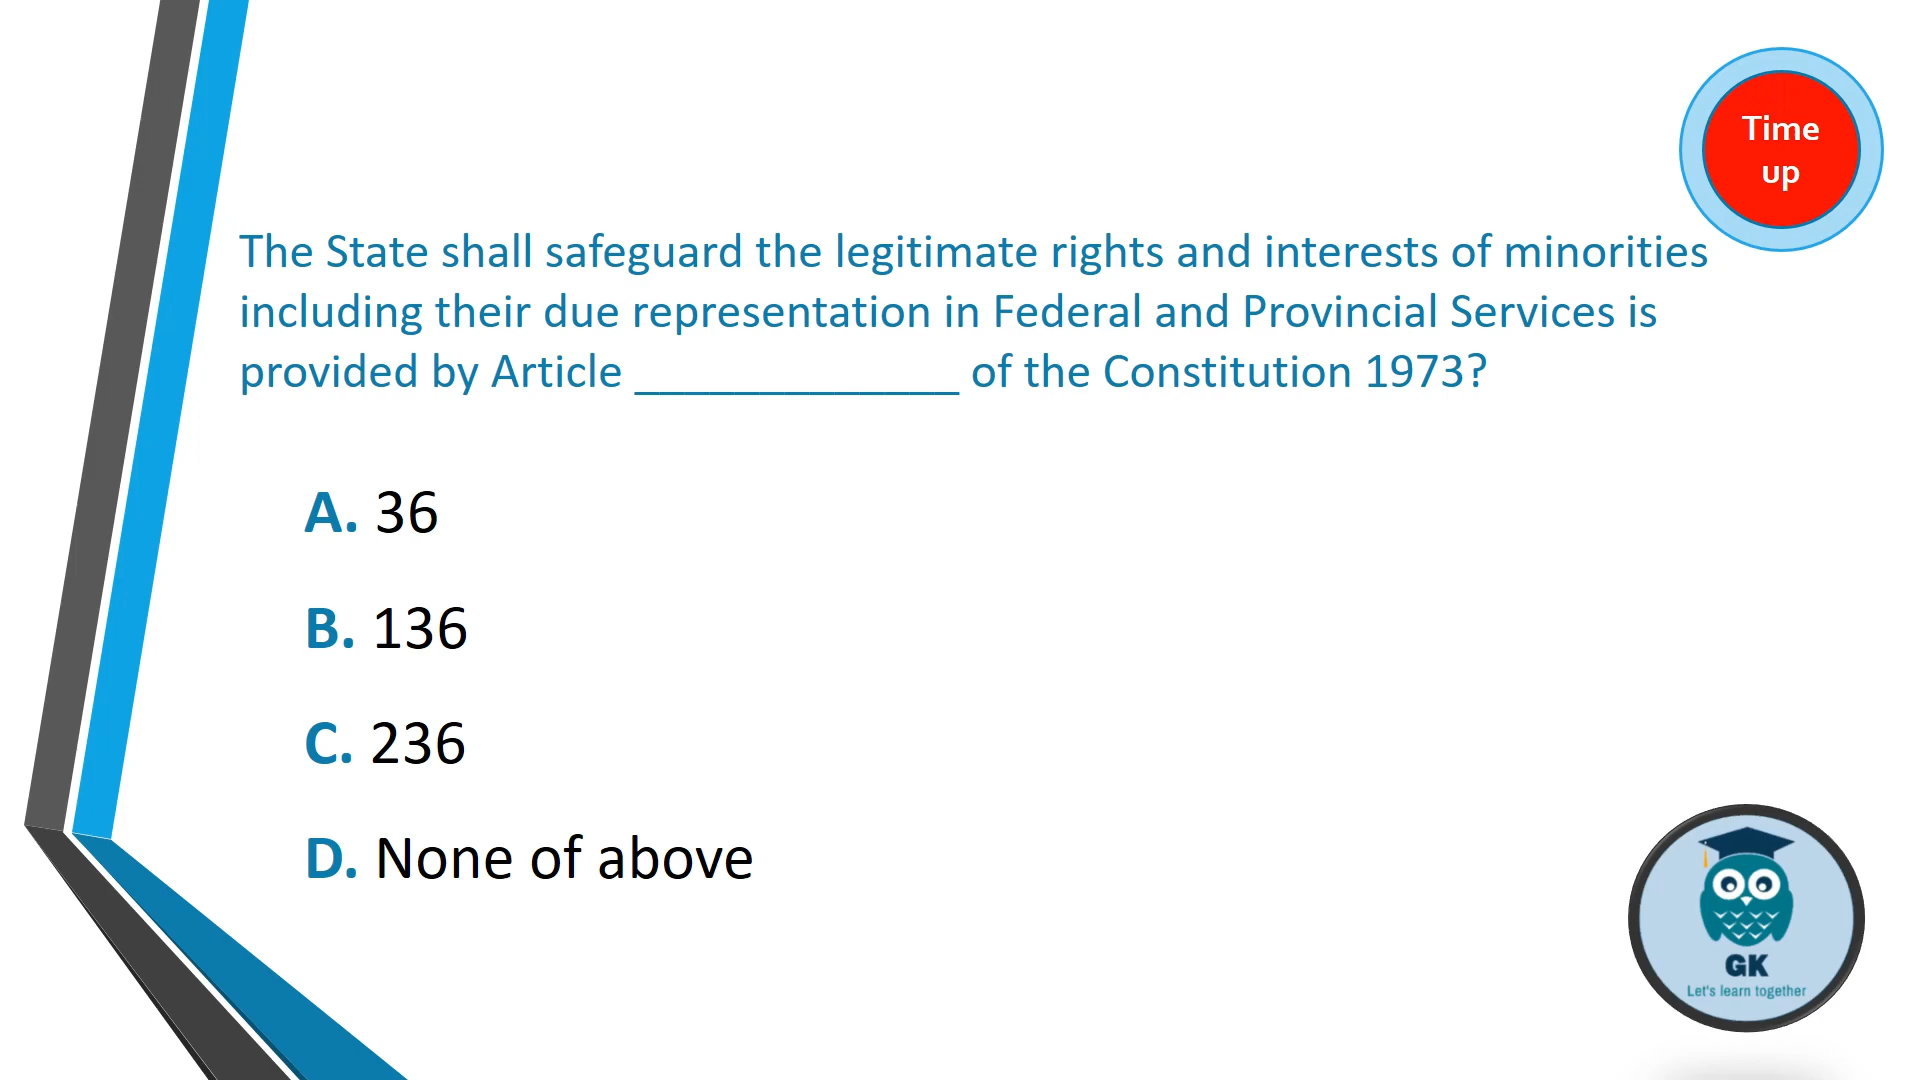 Time
up
The State shall safeguard the legitimate rights and interests of minorities
including their due representation in Federal and Provincial Services is
provided by Article _____________ of the Constitution 1973?
A. 36
B. 136
C. 236
D. None of above
GK
Let's learn together